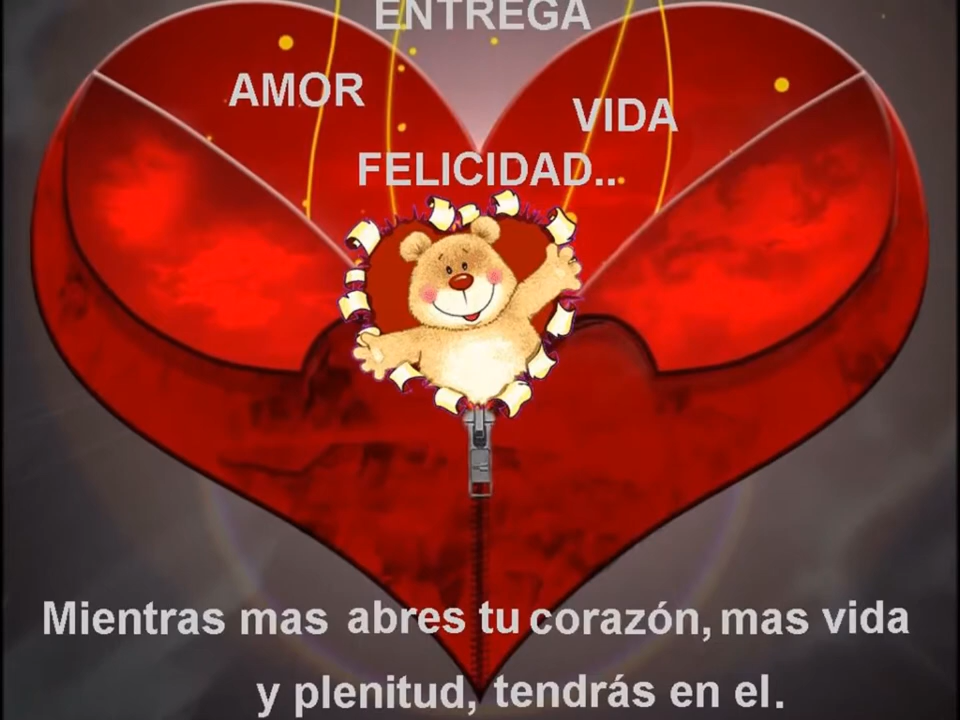 ENTREGA
AMOR
VIDA
FELICIDAD..
Mientras mas abres tu corazón, mas vida
y plenitud, tendrás en el.